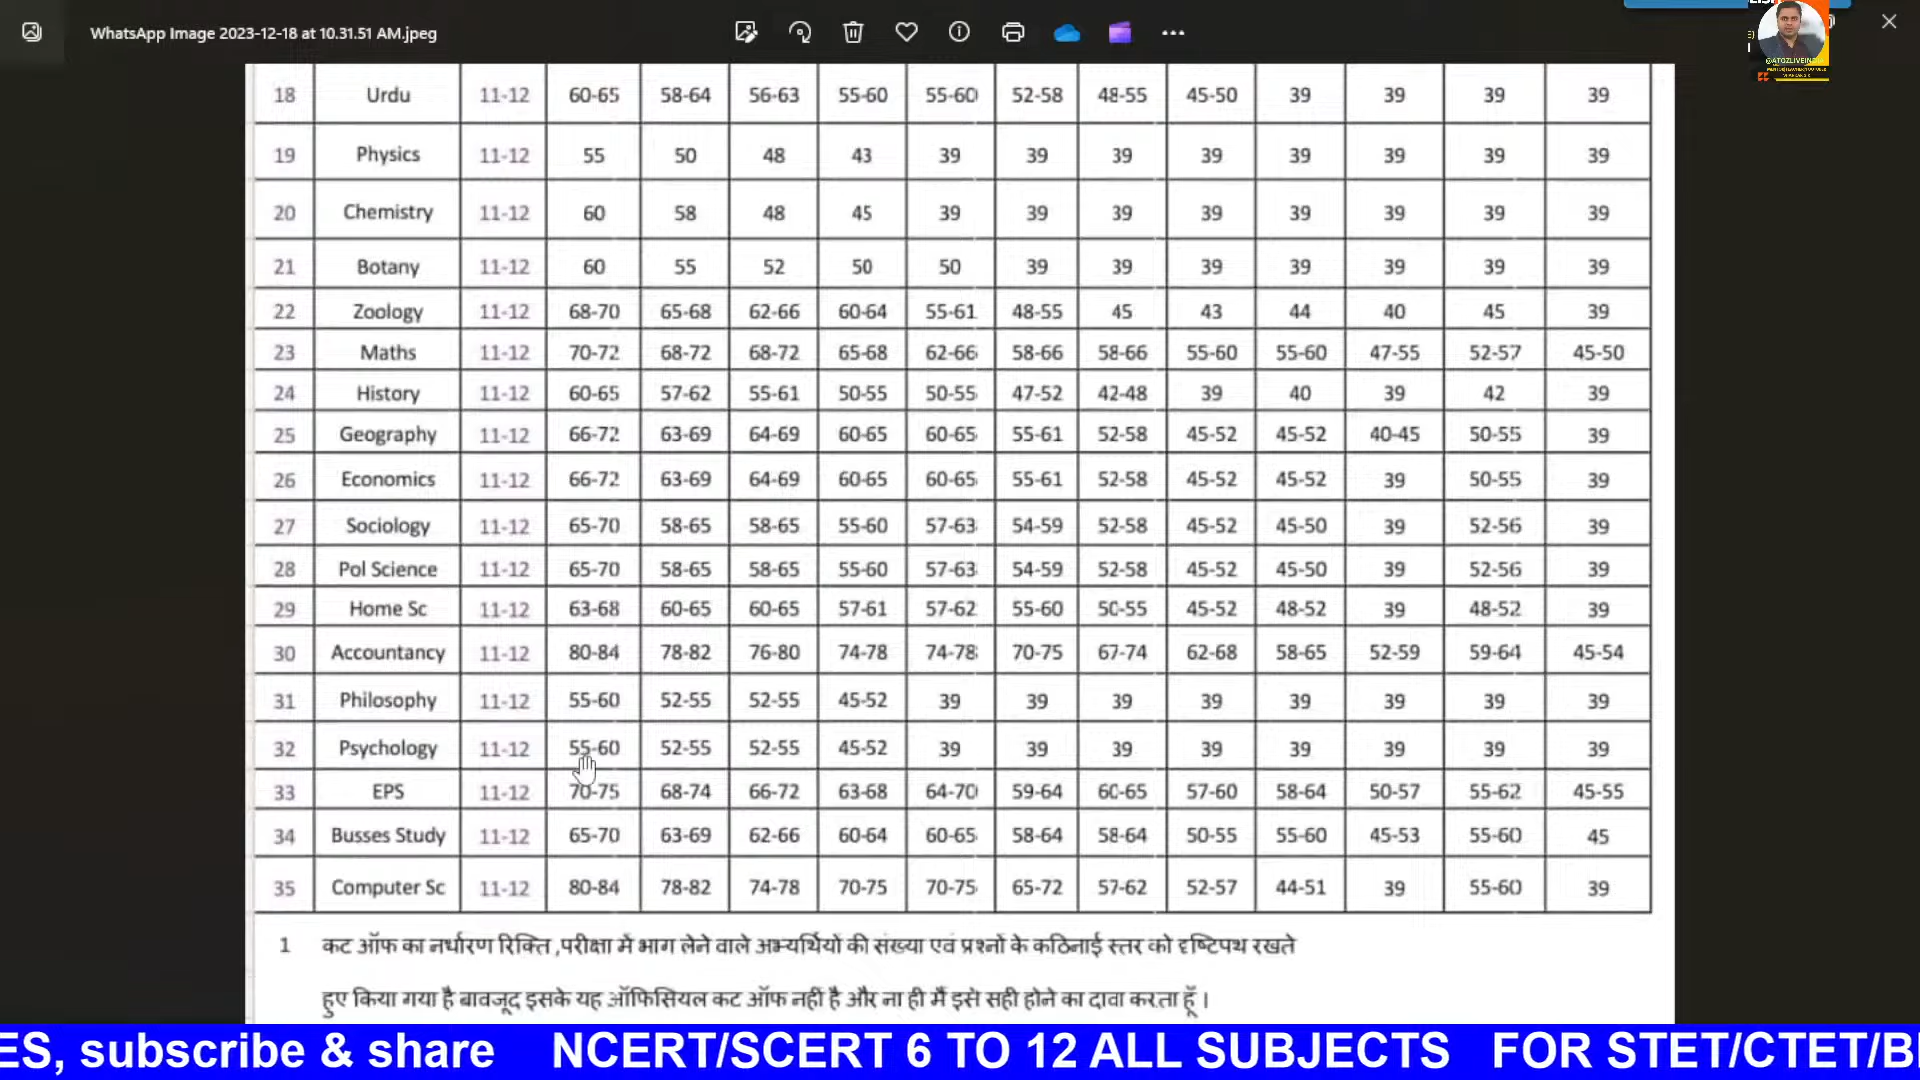 WhatsApp Image 2023-12-18 at 10.31.51 AM.jpeg
@ATOZLIVEIN
18 Urdu 11-12 60-65 58-64 56-63 55-60 55-60 52-58 48-55 45-50 39 39 39 39
19 Physics 11-12 55 50 48 43 39 39 39 39 39 39 39 39
20 Chemistry 11-12 60 58 48 45 39 39 39 39 39 39 39 39
21 Botany 11-12 60 55 52 50 50 39 39 39 39 39 39 39
22 Zoology 11-12 68-70 65-68 62-66 60-64 55-61 48-55 45 43 44 40 45 39
23 Maths 11-12 70-72 68-72 68-72 65-68 62-66 58-66 58-66 55-60 55-60 47-55 52-57 45-50
24 History 11-12 60-65 57-62 55-61 50-55 50-55 47-52 42-48 39 40 39 42 39
25 Geography 11-12 66-72 63-69 64-69 60-65 60-65 55-61 52-58 45-52 45-52 40-45 50-55 39
26 Economics 11-12 66-72 63-69 64-69 60-65 60-65 55-61 52-58 45-52 45-52 39 50-55 39
27 Sociology 11-12 65-70 58-65 58-65 55-60 57-63 54-59 52-58 45-52 45-50 39 52-56 39
28 Pol Science 11-12 65-70 58-65 58-65 55-60 57-63 54-59 52-58 45-52 45-50 39 52-56 39
29 Home Sc 11-12 63-68 60-65 60-65 57-61 57-62 55-60 50-55 45-52 48-52 39 48-52 39
30 Accountancy 11-12 80-84 78-82 76-80 74-78 74-78 70-75 67-74 62-68 58-65 52-59 59-64 45-54
31 Philosophy 11-12 55-60 52-55 52-55 45-52 39 39 39 39 39 39 39 39
32 Psychology 11-12 55-60 52-55 52-55 45-52 39 39 39 39 39 39 39 39
33 EPS 11-12 70-75 68-74 66-72 63-68 64-70 59-64 60-65 57-60 58-64 50-57 55-62 45-55
34 Busses Study 11-12 65-70 63-69 62-66 60-64 60-65 58-64 58-64 50-55 55-60 45-53 55-60 45
35 Computer Sc 11-12 80-84 78-82 74-78 70-75 70-75 65-72 57-62 52-57 44-51 39 55-60 39
1 कट ऑफ का नर्धारण रिक्ति ,परीक्षा में भाग लेने वाले अभ्यर्थियों की संख्या एवं प्रश्नों के कठिनाई स्तर को दृष्टिपथ रखते
हुए किया गया है बावजूद इसके यह ऑफिसियल कट ऑफ नहीं है और ना ही मैं इसे सही होने का दावा करता हूँ ।
ES, subscribe & share NCERT/SCERT 6 TO 12 ALL SUBJECTS FOR STET/CTET/B